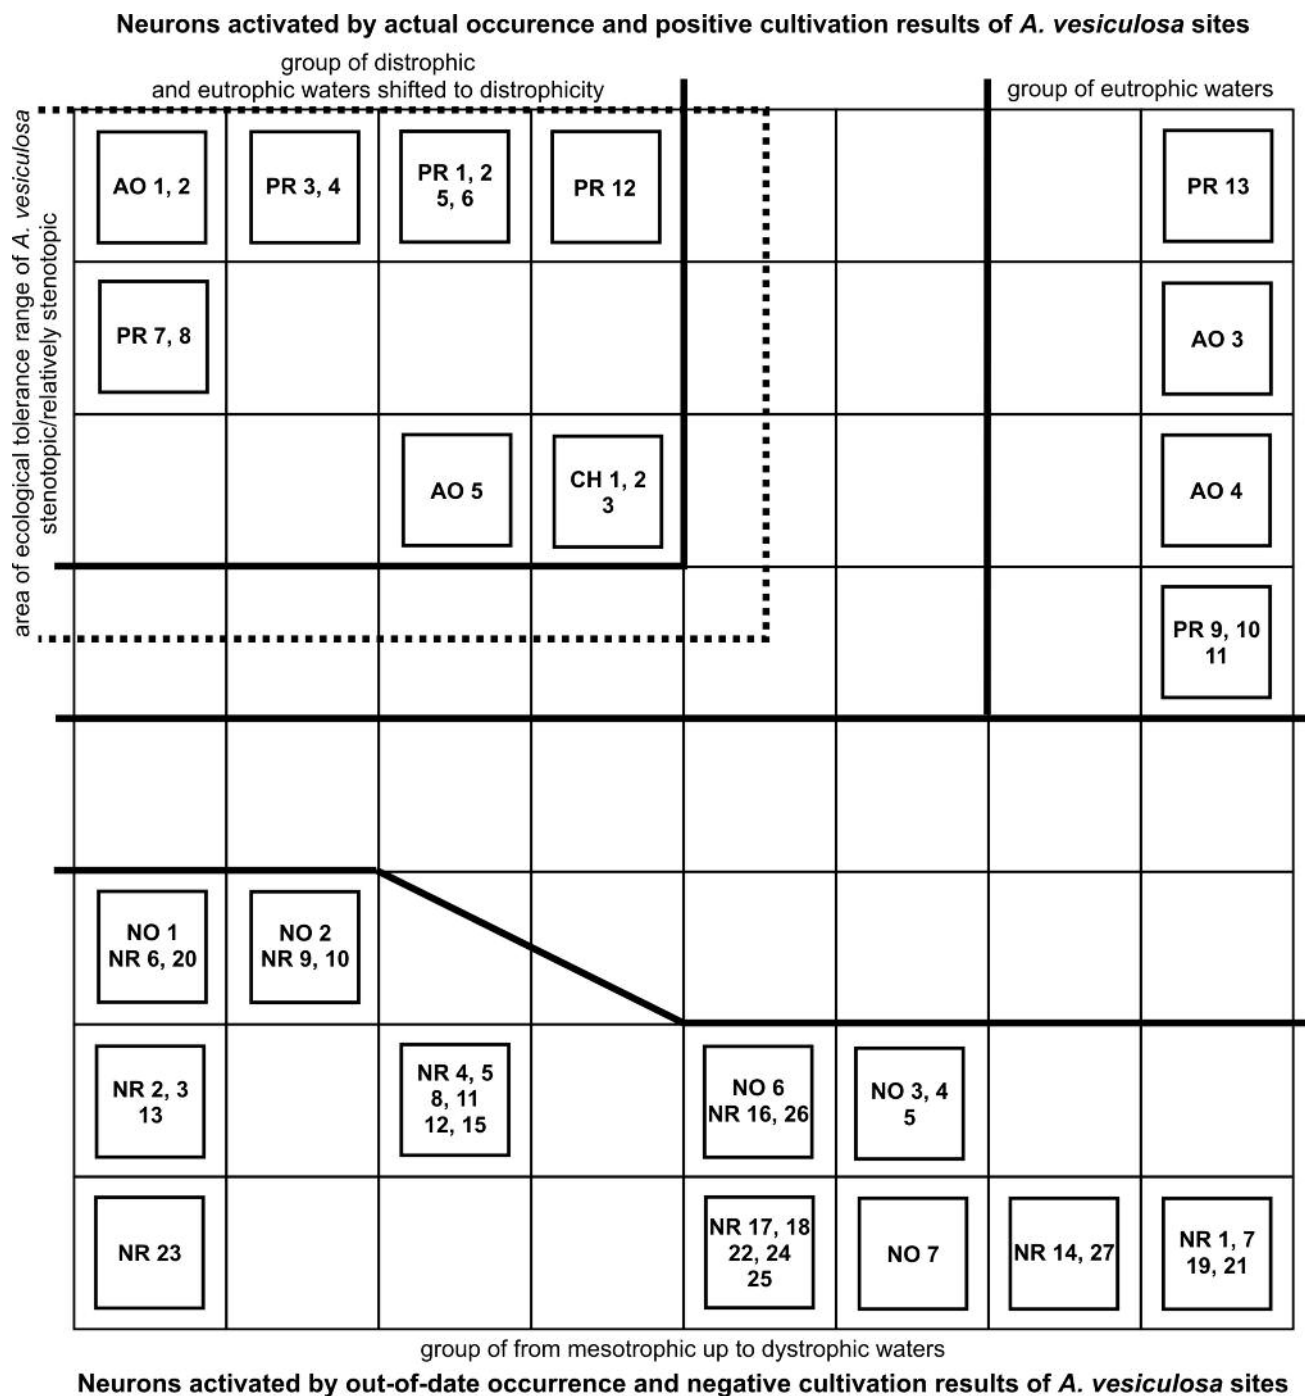 Neurons activated by actual occurence and positive cultivation results of A. vesiculosa sites
group of distrophic
and eutrophic waters shifted to distrophicity
group of eutrophic waters
area of ecological tolerance range of A. vesiculosa
stenotopic/relatively stenotopic
AO 1, 2
PR 3, 4
PR 1, 2
5, 6
PR 12
PR 13
PR 7, 8
AO 3
AO 5
CH 1, 2
3
AO 4
PR 9, 10
11
NO 1
NR 6, 20
NO 2
NR 9, 10
NR 2, 3
13
NR 4, 5
8, 11
12, 15
NO 6
NR 16, 26
NO 3, 4
5
NR 23
NR 17, 18
22, 24
25
NO 7
NR 14, 27
NR 1, 7
19, 21
group of from mesotrophic up to dystrophic waters
Neurons activated by out-of-date occurrence and negative cultivation results of A. vesiculosa sites